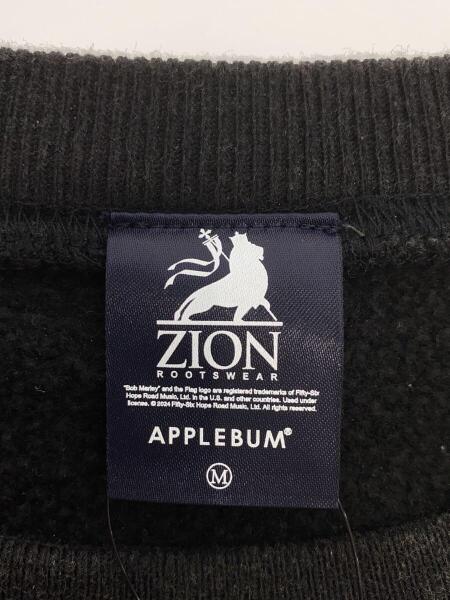 ZION
ROOTSWEAR
"Bob Marley" and the Flag logo are registered trademarks of Fifty-Six
Hope Road Music, Ltd. in the U.S. and other countries. Used under
license. © 2024 Fifty-Six Hope Road Music, Ltd. All rights reserved.
APPLEBUM®
M